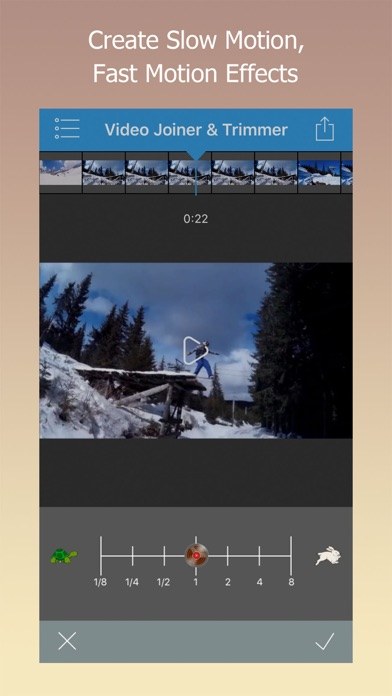 Create Slow Motion,
Fast Motion Effects
Video Joiner & Trimmer
0:22
1/8 1/4 1/2 1 2 4 8